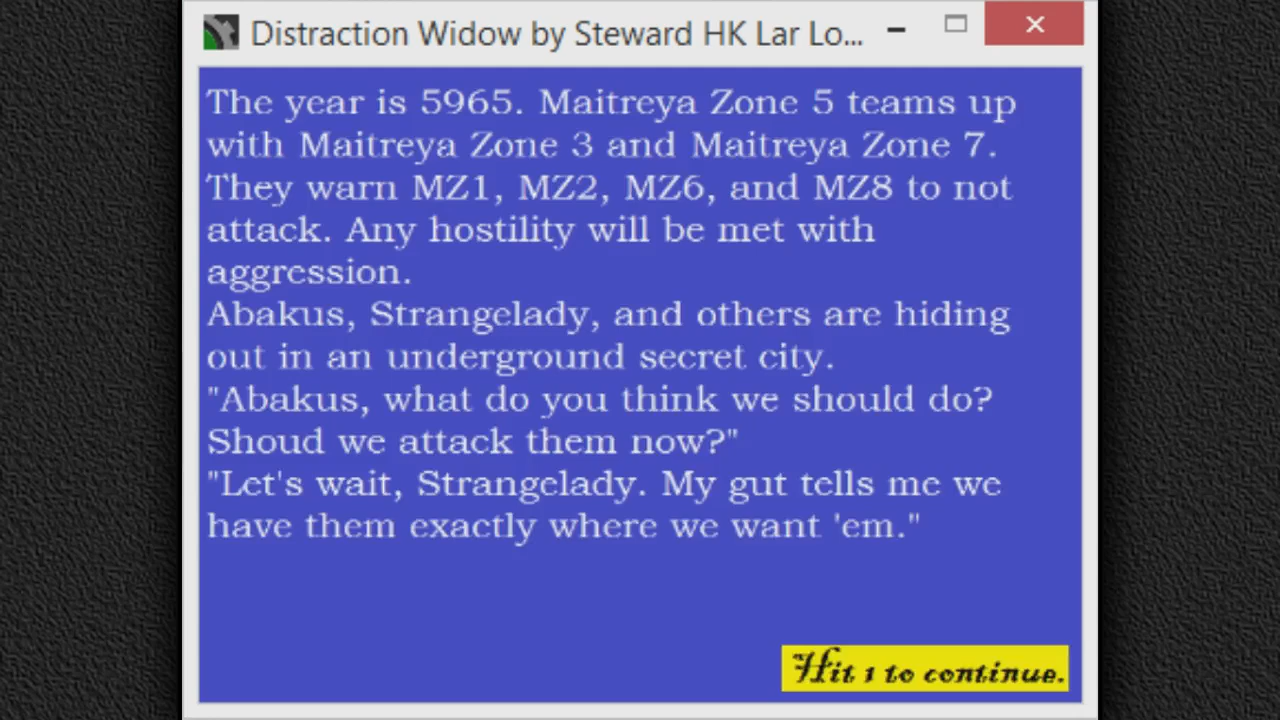 Distraction Widow by Steward HK Lar Lo...
The year is 5965. Maitreya Zone 5 teams up
with Maitreya Zone 3 and Maitreya Zone 7.
They warn MZ1, MZ2, MZ6, and MZ8 to not
attack. Any hostility will be met with
aggression.
Abakus, Strangelady, and others are hiding
out in an underground secret city.
"Abakus, what do you think we should do?
Shoud we attack them now?"
"Let's wait, Strangelady. My gut tells me we
have them exactly where we want 'em."
Hit 1 to continue.